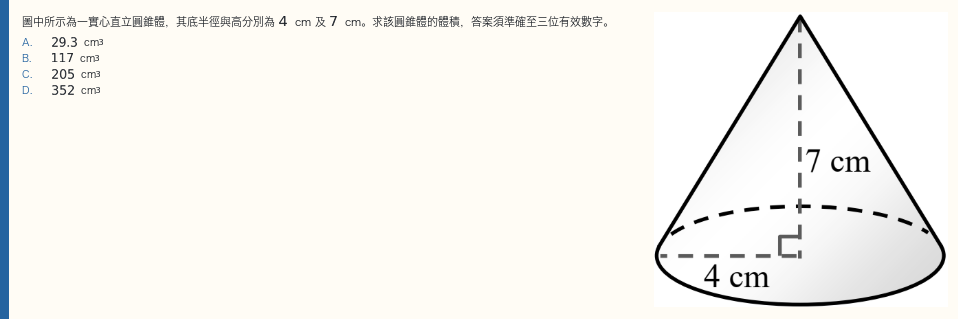 圖中所示為一實心直立圓錐體，其底半徑與高分別為 4 cm 及 7 cm。求該圓錐體的體積，答案須準確至三位有效數字。
A. 29.3 cm³
B. 117 cm³
C. 205 cm³
D. 352 cm³
7 cm
4 cm